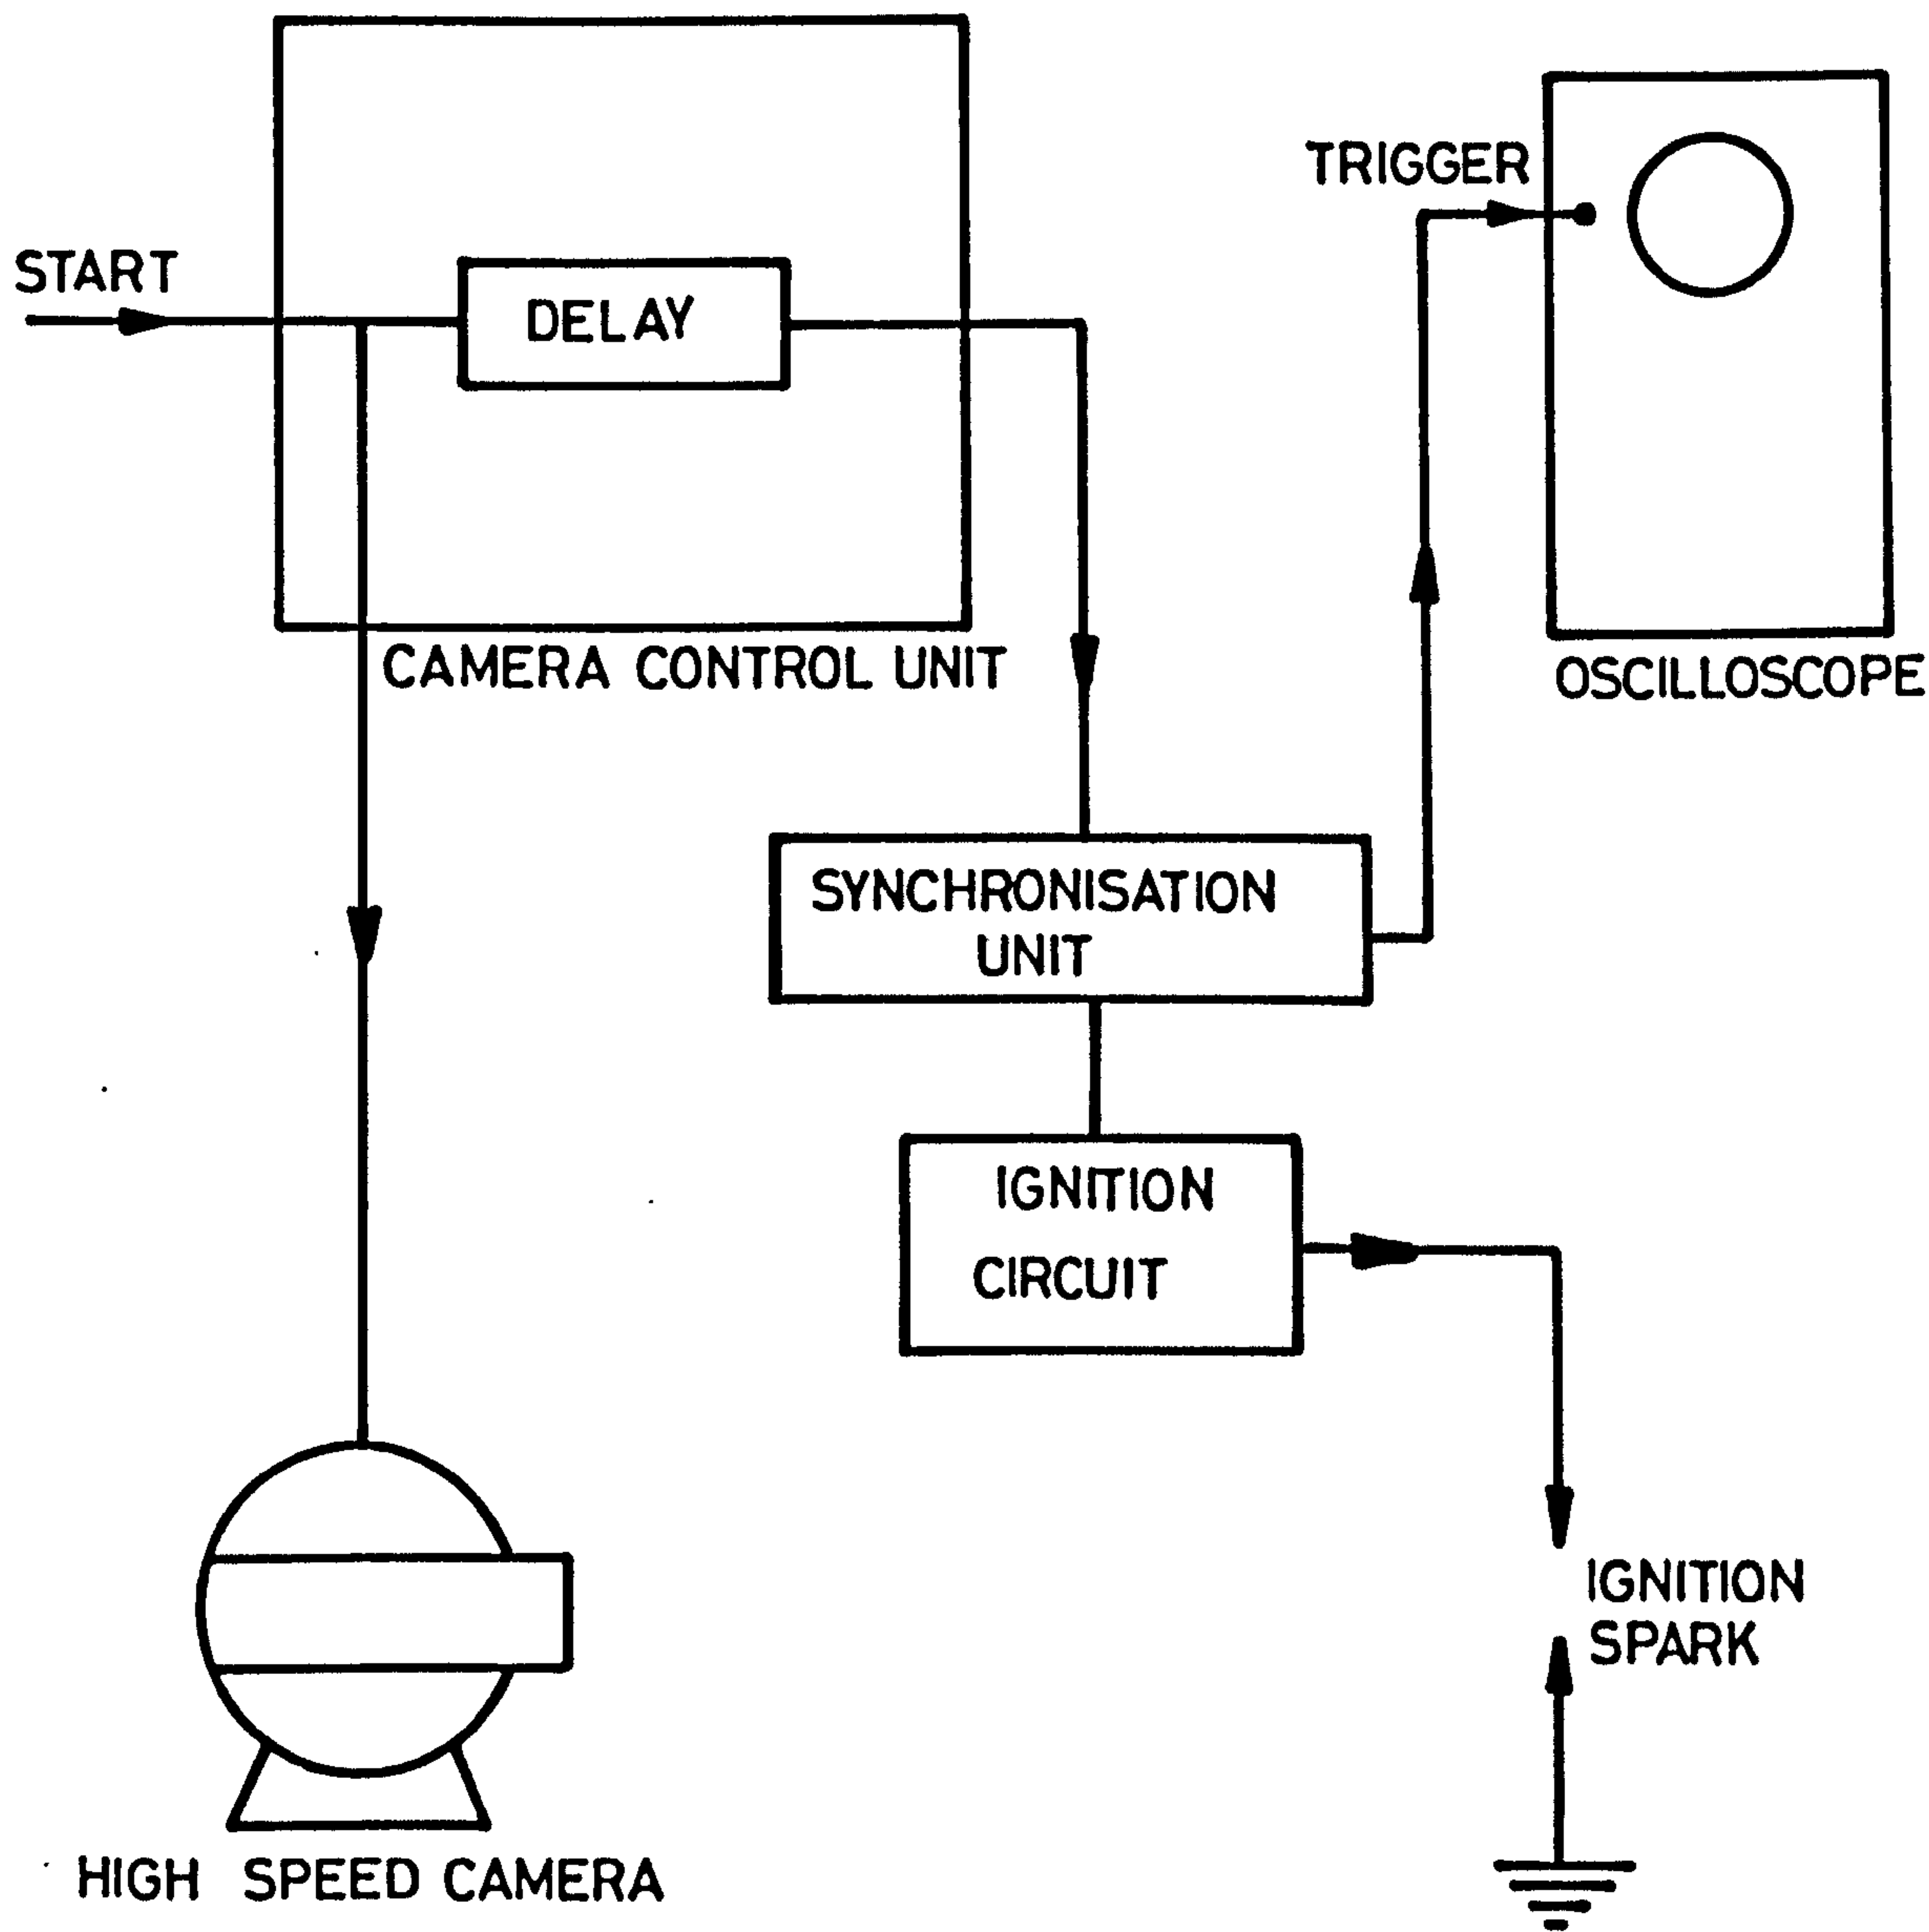 START
DELAY
TRIGGER
CAMERA CONTROL UNIT
OSCILLOSCOPE
SYNCHRONISATION
UNIT
IGNITION
CIRCUIT
IGNITION
SPARK
HIGH SPEED CAMERA